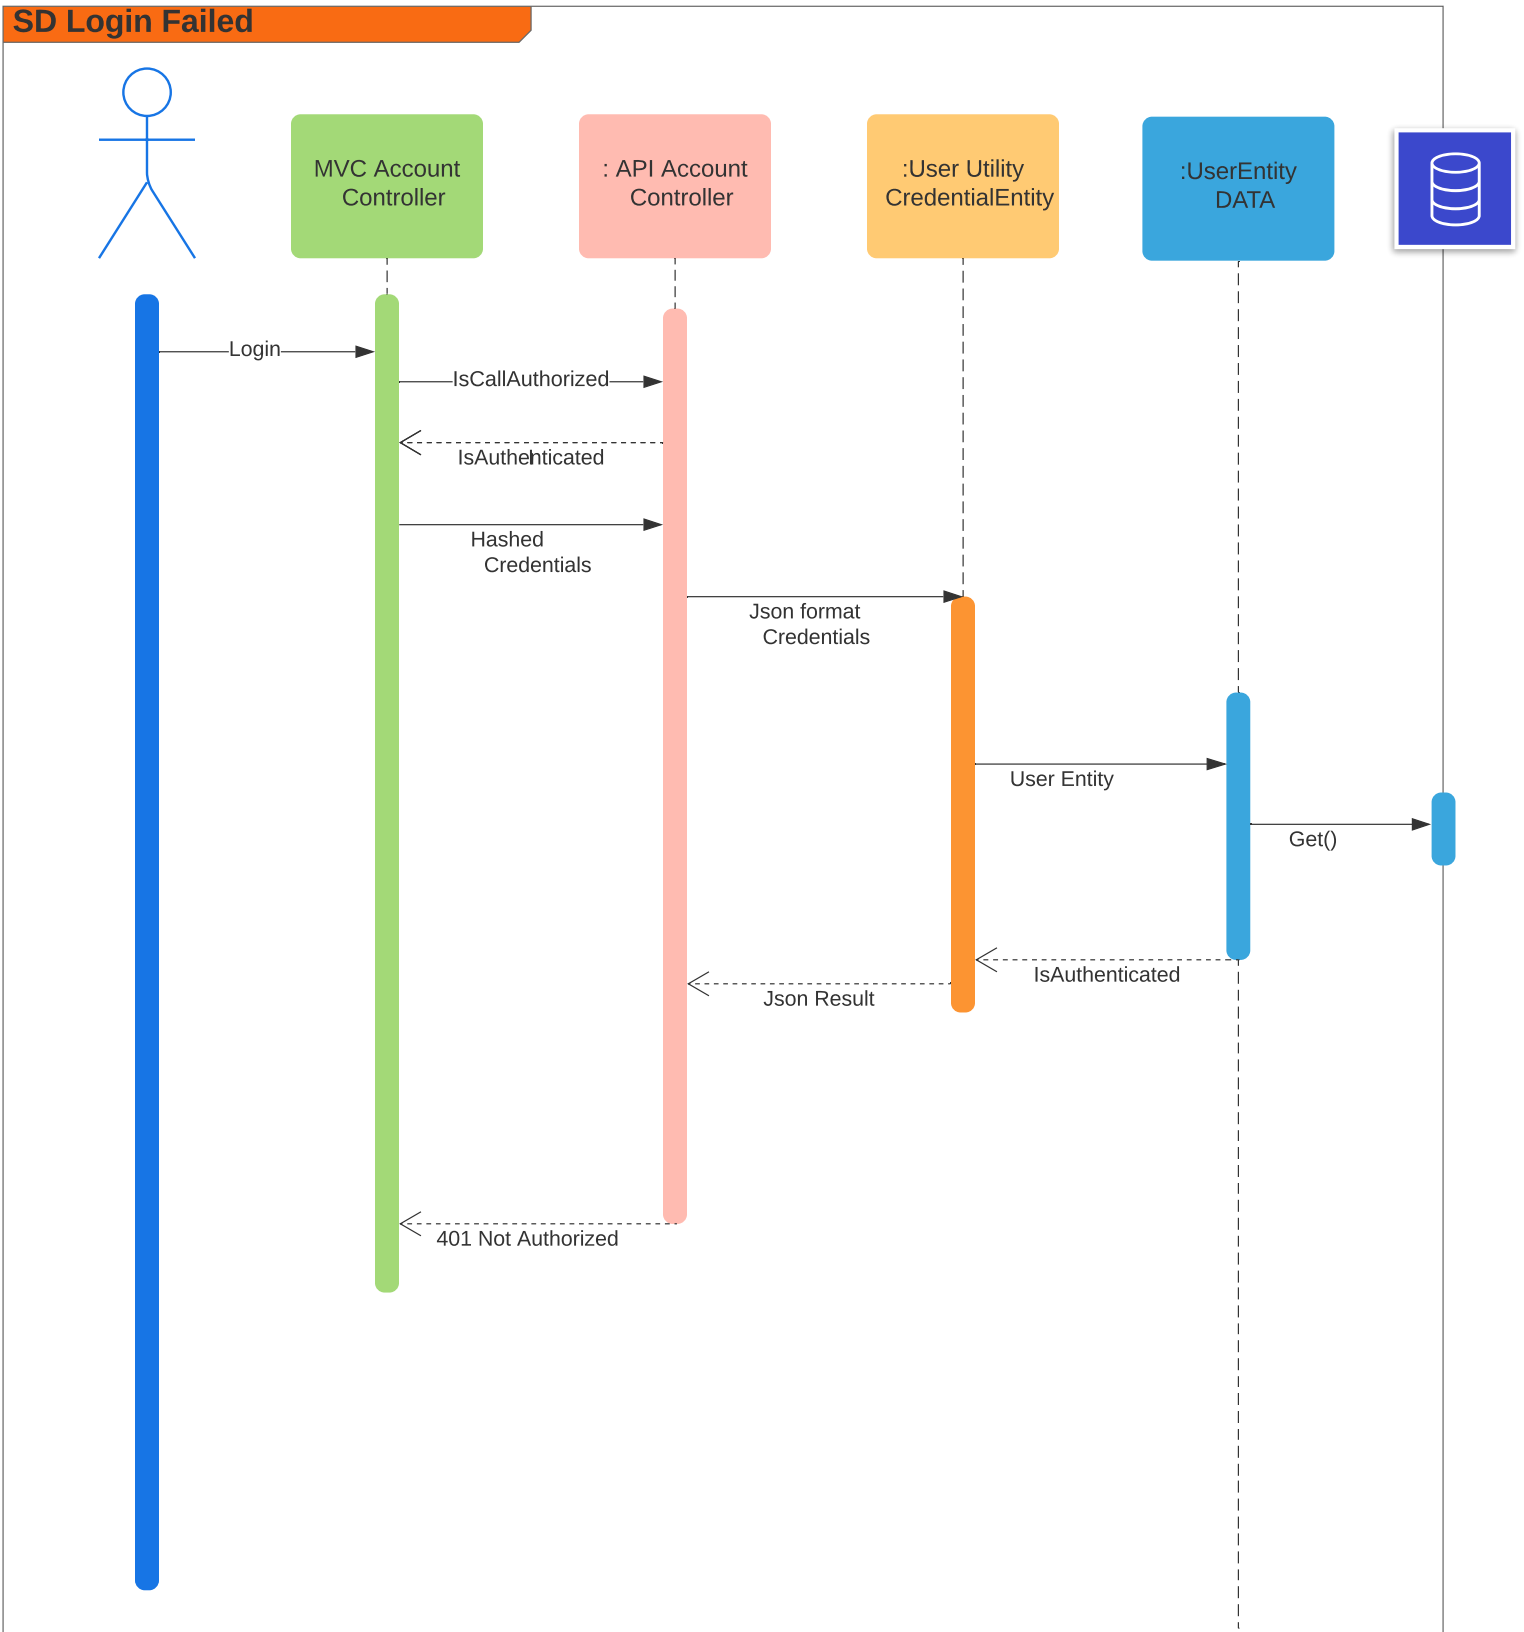 SD Login Failed
MVC Account
Controller
: API Account
Controller
:User Utility
CredentialEntity
:UserEntity
DATA
Login
IsCallAuthorized
IsAuthenticated
Hashed
Credentials
Json format
Credentials
User Entity
Get()
IsAuthenticated
Json Result
401 Not Authorized